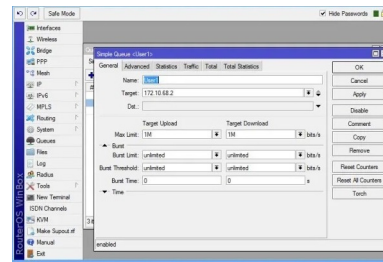 Safe Mode
Hide Passwords
Interfaces
Wireless
Bridge
PPP
Mesh
IP
IPv6
MPLS
Routing
System
Queues
Files
Log
Radius
Tools
New Terminal
ISDN Channels
KVM
Make Supout.rif
Manual
Exit
RouterOS WinBox
Simple Queue <User1>
General Advanced Statistics Traffic Total Total Statistics
Name: User1
Target: 172.10.68.2
Dst.:
Target Upload Target Download
Max Limit: 1M 1M bits/s
Burst
Burst Limit: unlimited unlimited bits/s
Burst Threshold: unlimited unlimited bits/s
Burst Time: 0 0 s
Time
enabled
OK
Cancel
Apply
Disable
Comment
Copy
Remove
Reset Counters
Reset All Counters
Torch